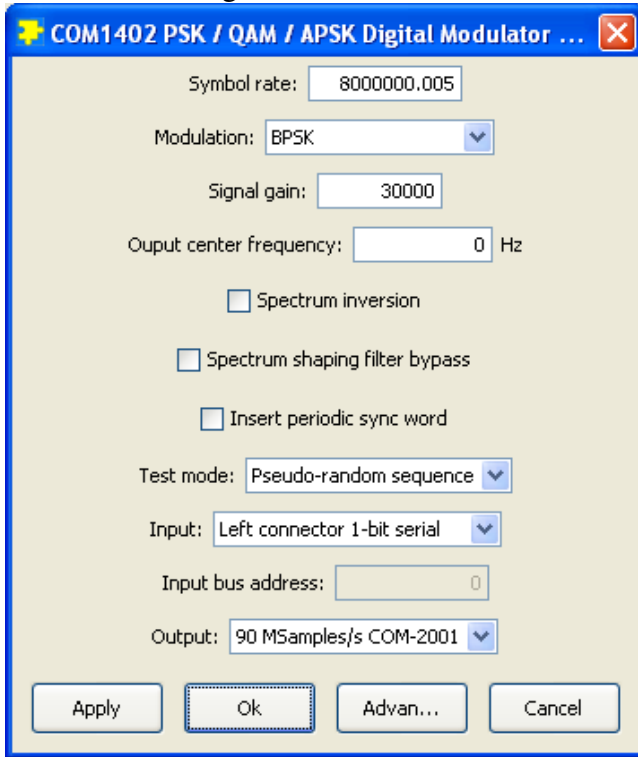 COM1402 PSK / QAM / APSK Digital Modulator ...
Symbol rate: 8000000.005
Modulation: BPSK
Signal gain: 30000
Ouput center frequency: 0 Hz
Spectrum inversion
Spectrum shaping filter bypass
Insert periodic sync word
Test mode: Pseudo-random sequence
Input: Left connector 1-bit serial
Input bus address: 0
Output: 90 MSamples/s COM-2001
Apply Ok Advan... Cancel